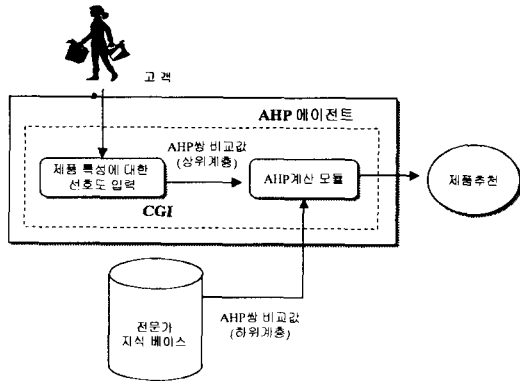 고 객
AHP 에이전트
제품 특성에 대한
선호도 입력
AHP쌍 비교값
(상위계층)
AHP계산 모듈
CGI
제품추천
전문가
지식 베이스
AHP쌍 비교값
(하위계층)